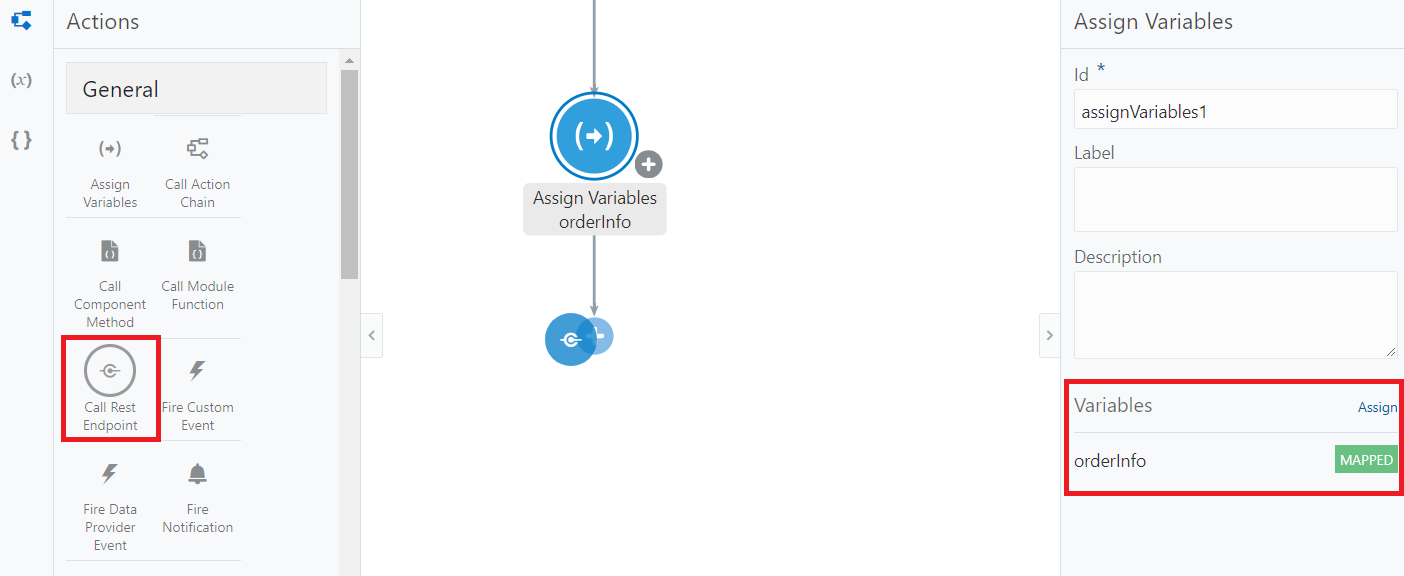 Actions
(x)
{ }
General
Assign
Variables
Call Action
Chain
Call
Component
Method
Call Module
Function
Call Rest
Endpoint
Fire Custom
Event
Fire Data
Provider
Event
Fire
Notification
Assign Variables
orderInfo
Assign Variables
Id *
assignVariables1
Label
Description
Variables Assign
orderInfo MAPPED